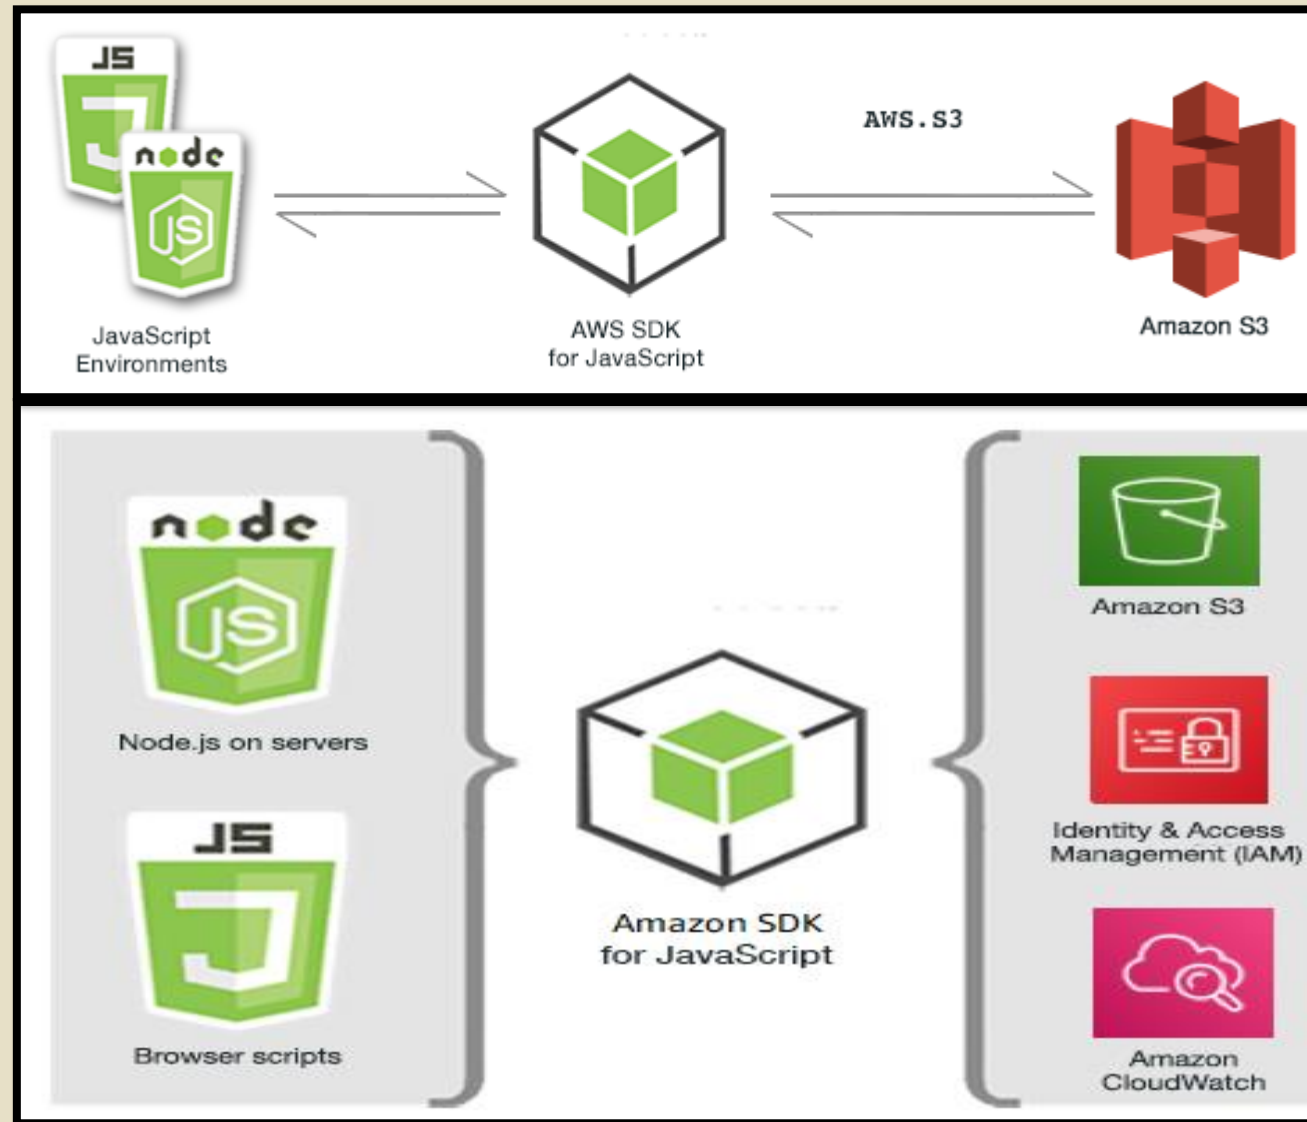 JS
node
JS
AWS.S3
JavaScript
Environments
AWS SDK
for JavaScript
Amazon S3
node
JS
Node.js on servers
JS
Browser scripts
Amazon SDK
for JavaScript
Amazon S3
Identity & Access
Management (IAM)
Amazon
CloudWatch